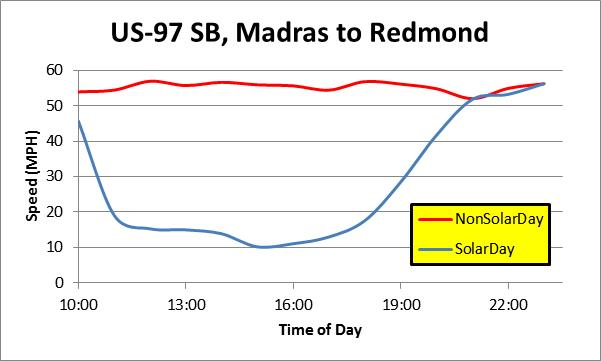 US-97 SB, Madras to Redmond
60
50
40
30
20
10
0
Speed (MPH)
NonSolarDay
SolarDay
10:00 13:00 16:00 19:00 22:00
Time of Day